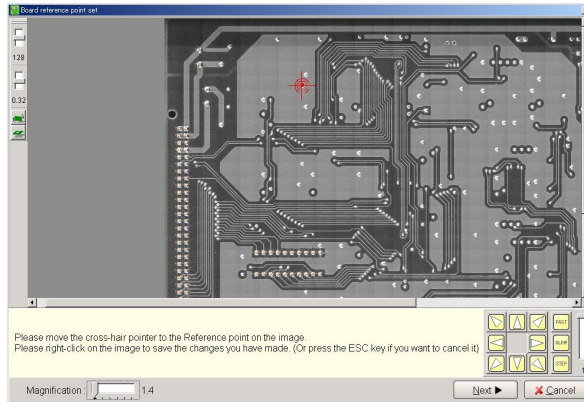 Board reference point set
128
0.32
Please move the cross-hair pointer to the Reference point on the image.
Please right-click on the image to save the changes you have made. (Or press the ESC key if you want to cancel it)
FAST
SLOW
STEP
Magnification : 1.4
Next ▶
Cancel